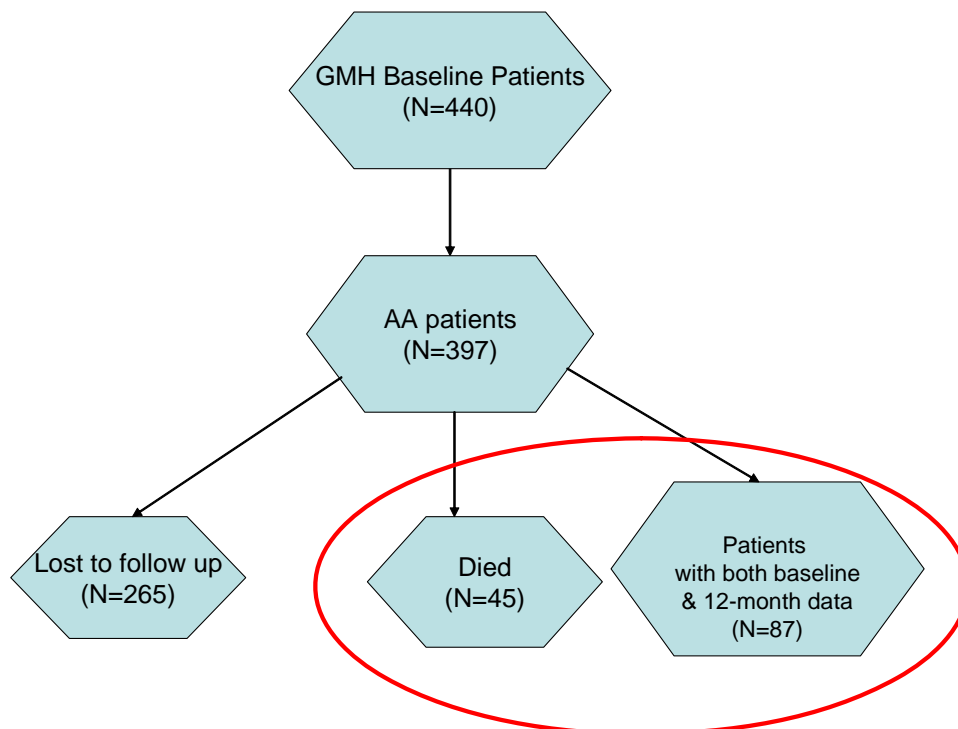 GMH Baseline Patients
(N=440)
AA patients
(N=397)
Lost to follow up
(N=265)
Died
(N=45)
Patients
with both baseline
& 12-month data
(N=87)